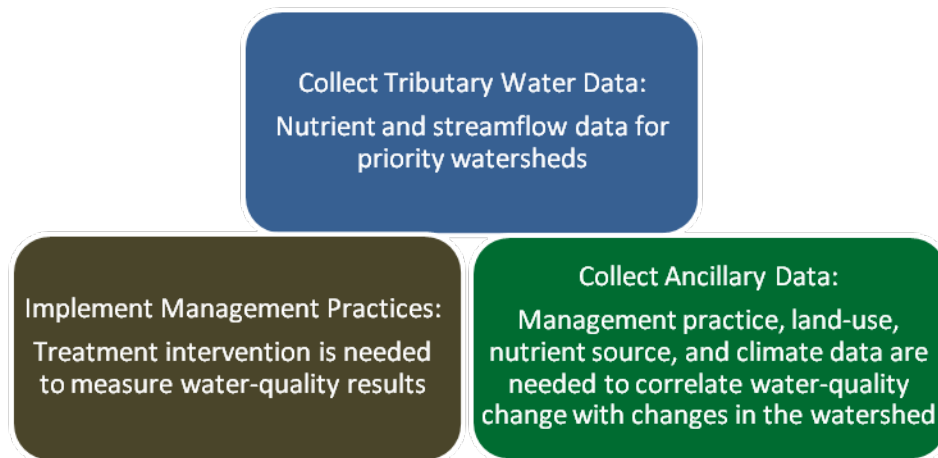 Collect Tributary Water Data:
Nutrient and streamflow data for
priority watersheds
Implement Management Practices:
Treatment intervention is needed
to measure water-quality results
Collect Ancillary Data:
Management practice, land-use,
nutrient source, and climate data are
needed to correlate water-quality
change with changes in the watershed